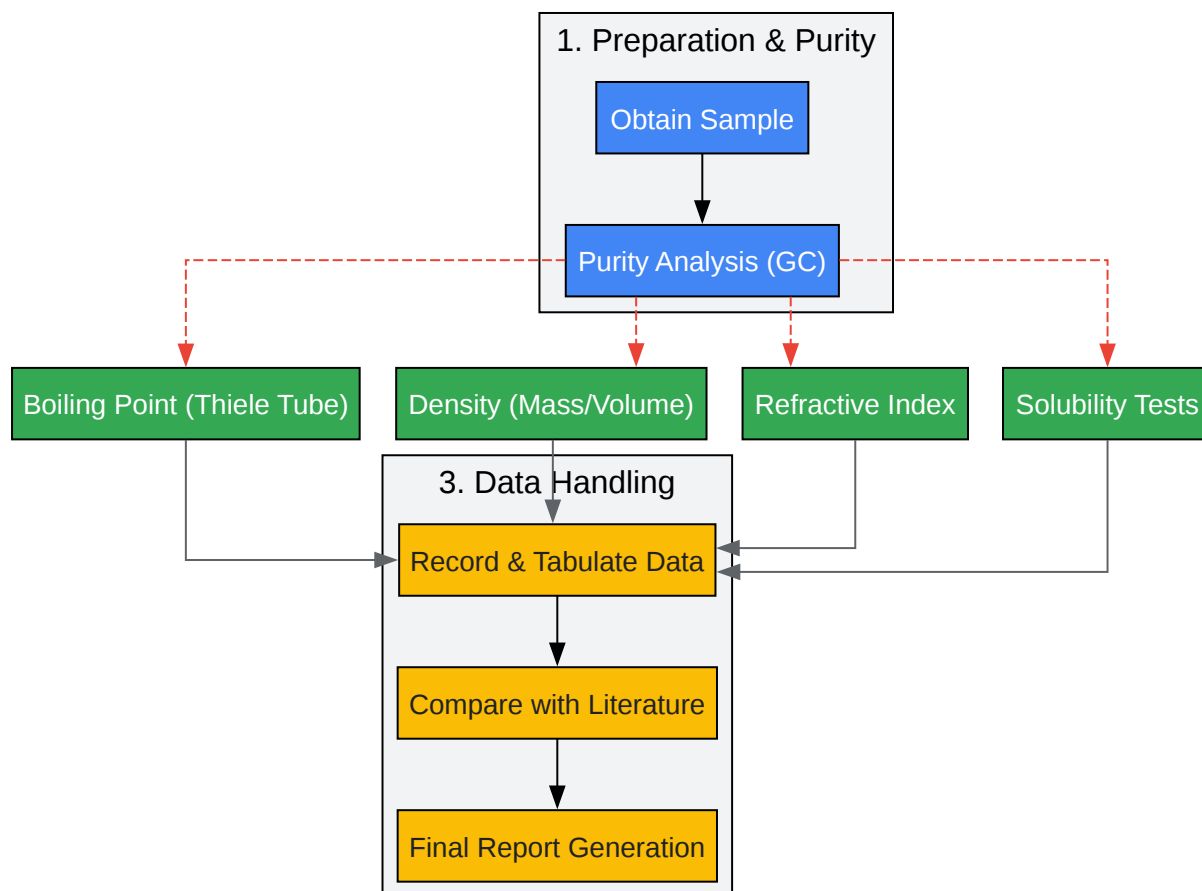 1. Preparation & Purity
Obtain Sample
Purity Analysis (GC)
Boiling Point (Thiele Tube)
Density (Mass/Volume)
Refractive Index
Solubility Tests
3. Data Handling
Record & Tabulate Data
Compare with Literature
Final Report Generation